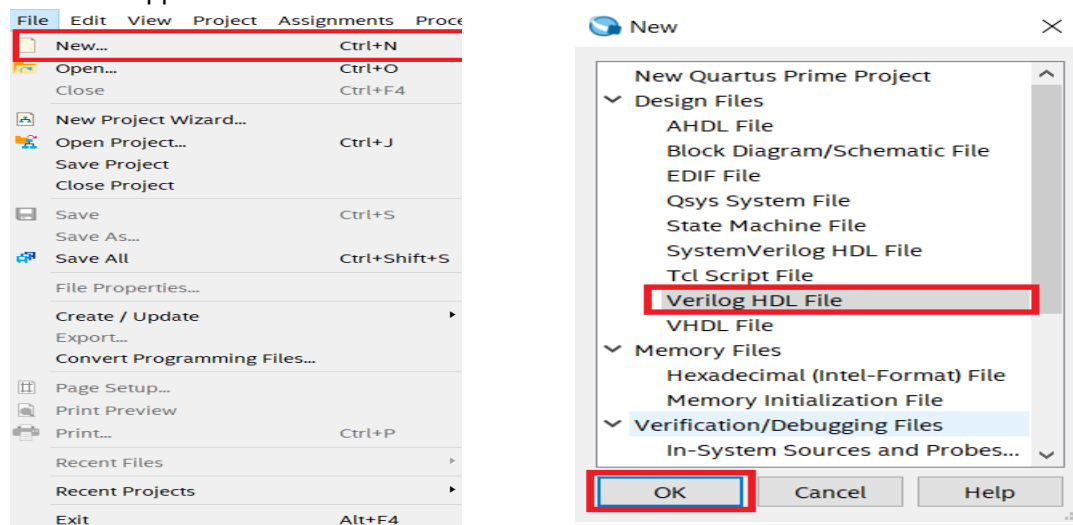 File Edit View Project Assignments Proce
New... Ctrl+N
Open... Ctrl+O
Close Ctrl+F4
New Project Wizard...
Open Project... Ctrl+J
Save Project
Close Project
Save Ctrl+S
Save As...
Save All Ctrl+Shift+S
File Properties...
Create / Update
Export...
Convert Programming Files...
Page Setup...
Print Preview
Print... Ctrl+P
Recent Files
Recent Projects
Exit Alt+F4
New
New Quartus Prime Project
Design Files
AHDL File
Block Diagram/Schematic File
EDIF File
Qsys System File
State Machine File
SystemVerilog HDL File
Tcl Script File
Verilog HDL File
VHDL File
Memory Files
Hexadecimal (Intel-Format) File
Memory Initialization File
Verification/Debugging Files
In-System Sources and Probes...
OK Cancel Help